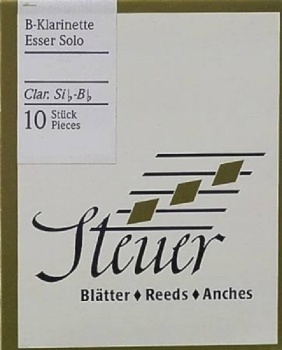 B-Klarinette
Esser Solo
Clar. Si♭-B♭
10 Stück
Pieces
Steuer
Blätter ♦ Reeds ♦ Anches